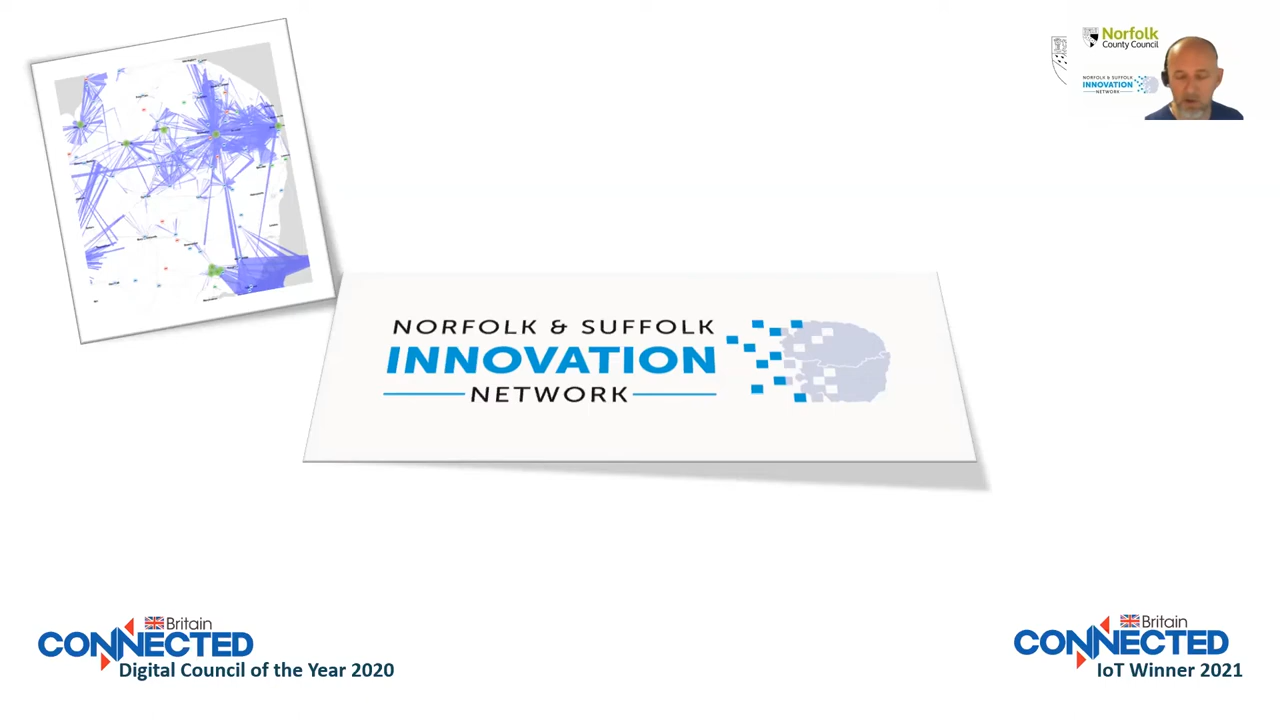 Norfolk
County Council
NORFOLK & SUFFOLK
INNOVATION
NETWORK
NORFOLK & SUFFOLK
INNOVATION
NETWORK
Britain
CONNECTED
Digital Council of the Year 2020
Britain
CONNECTED
IoT Winner 2021